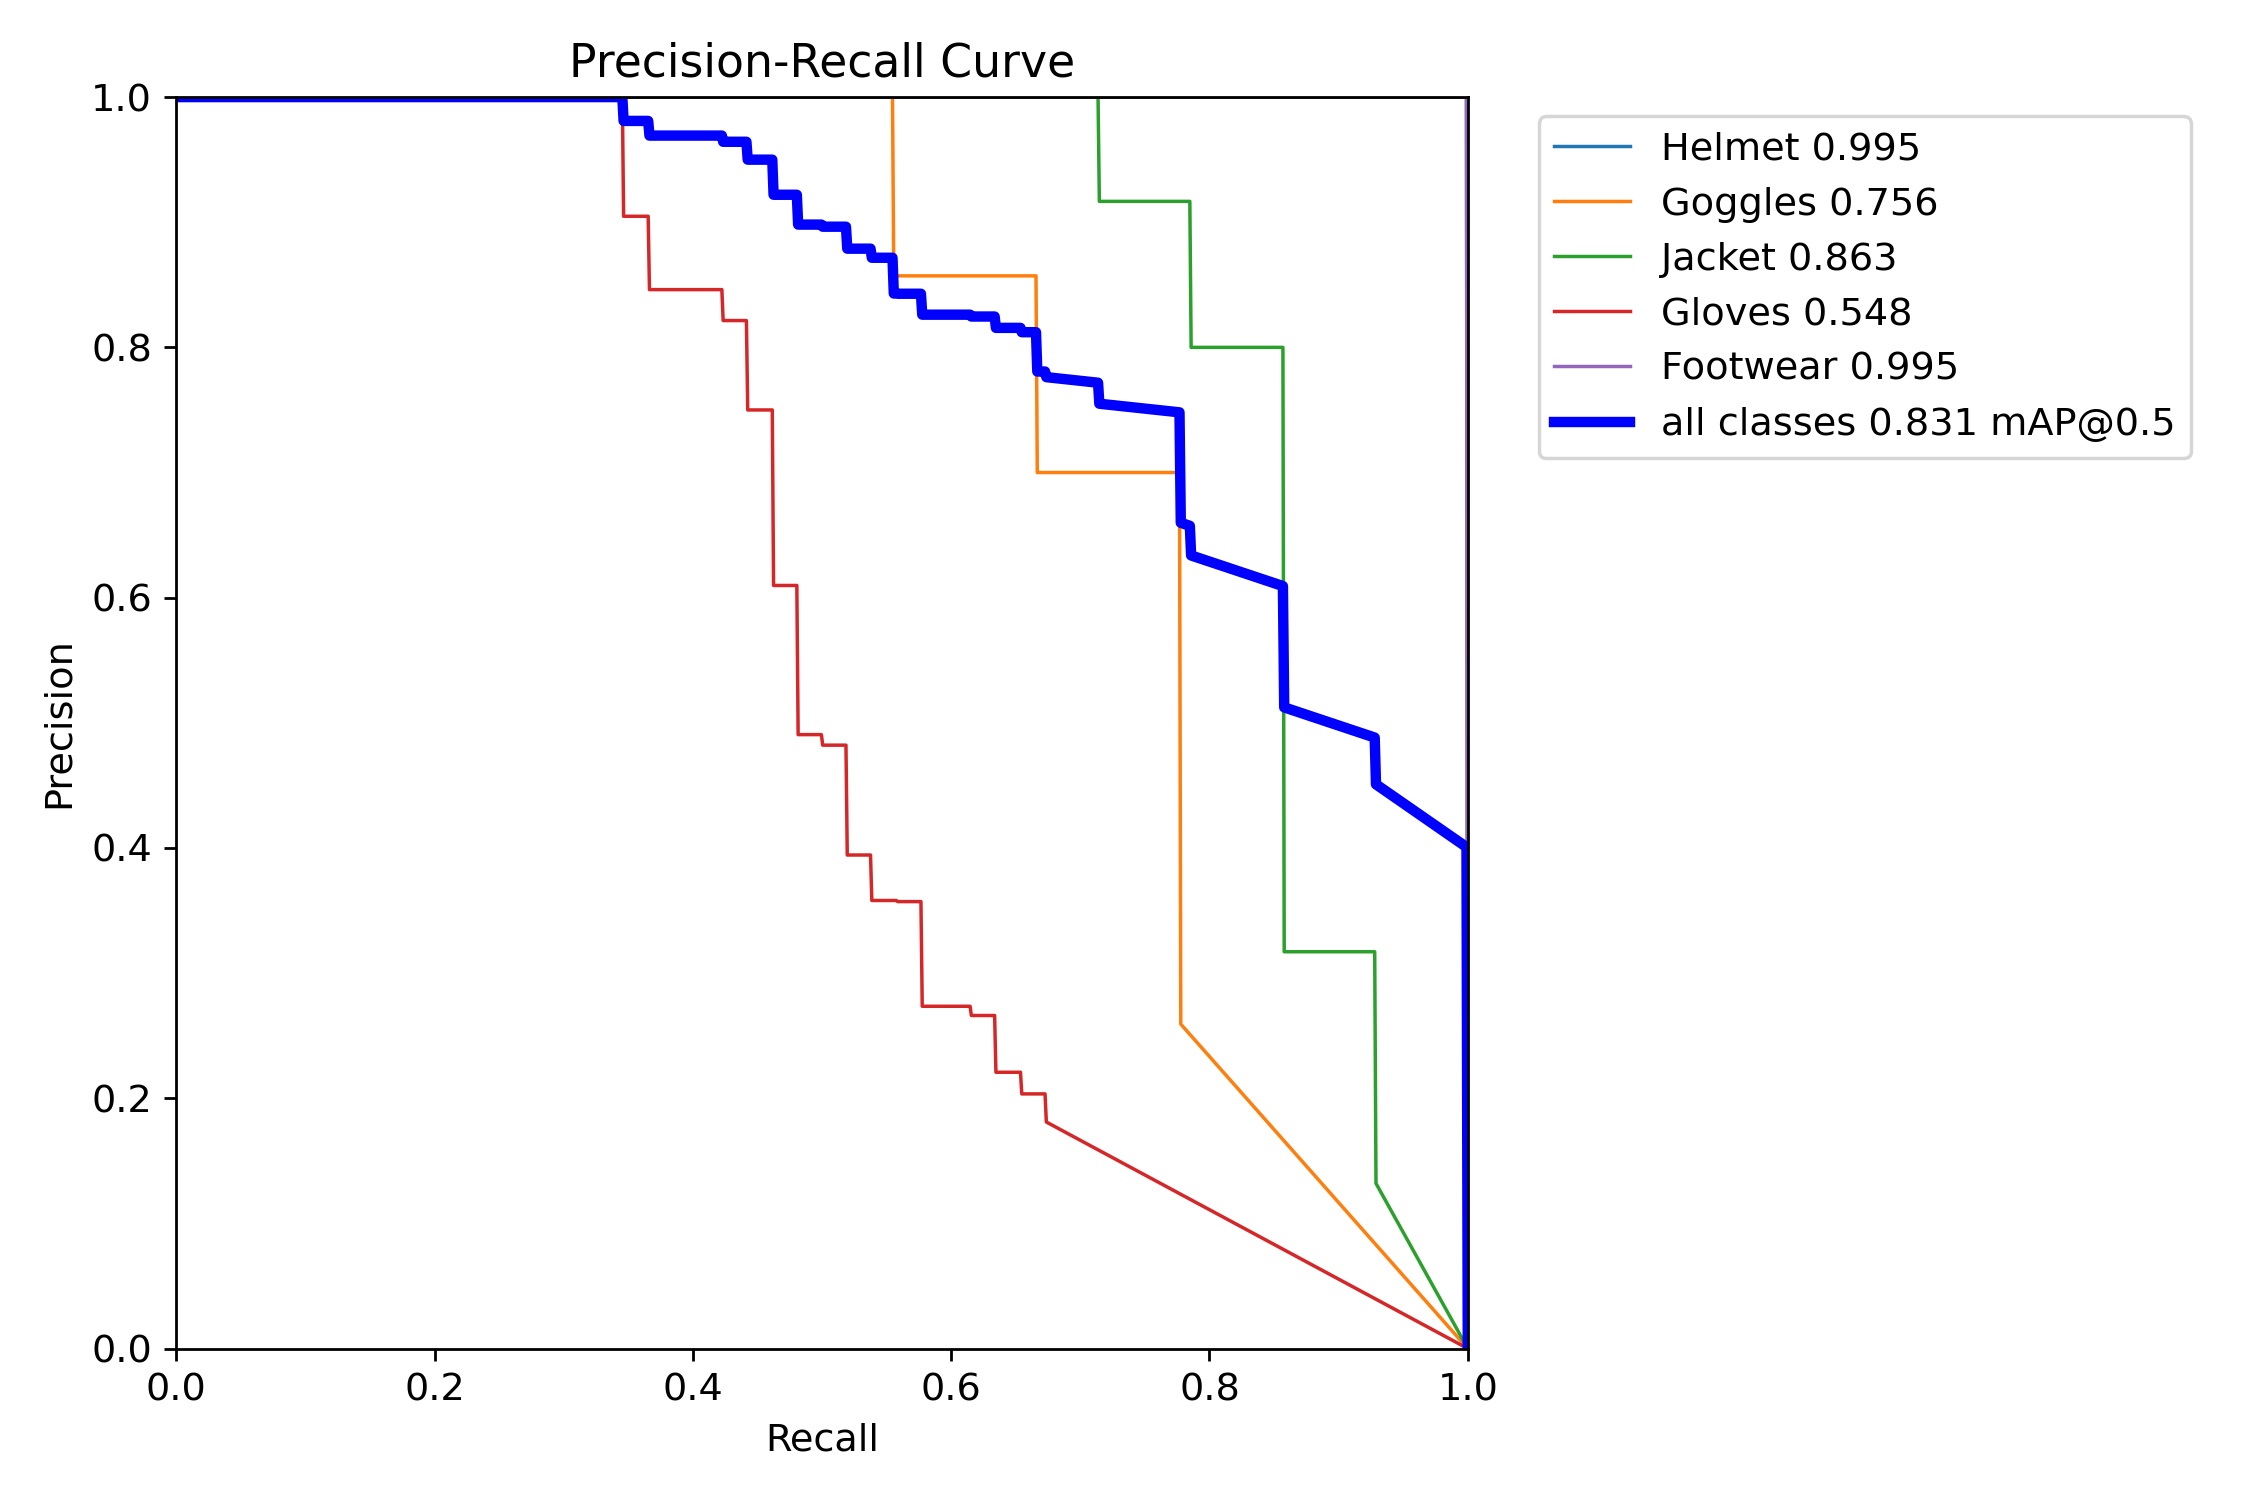 Precision-Recall Curve
1.0
0.8
0.6
0.4
0.2
0.0
Precision
0.0 0.2 0.4 0.6 0.8 1.0
Recall
Helmet 0.995
Goggles 0.756
Jacket 0.863
Gloves 0.548
Footwear 0.995
all classes 0.831 mAP@0.5